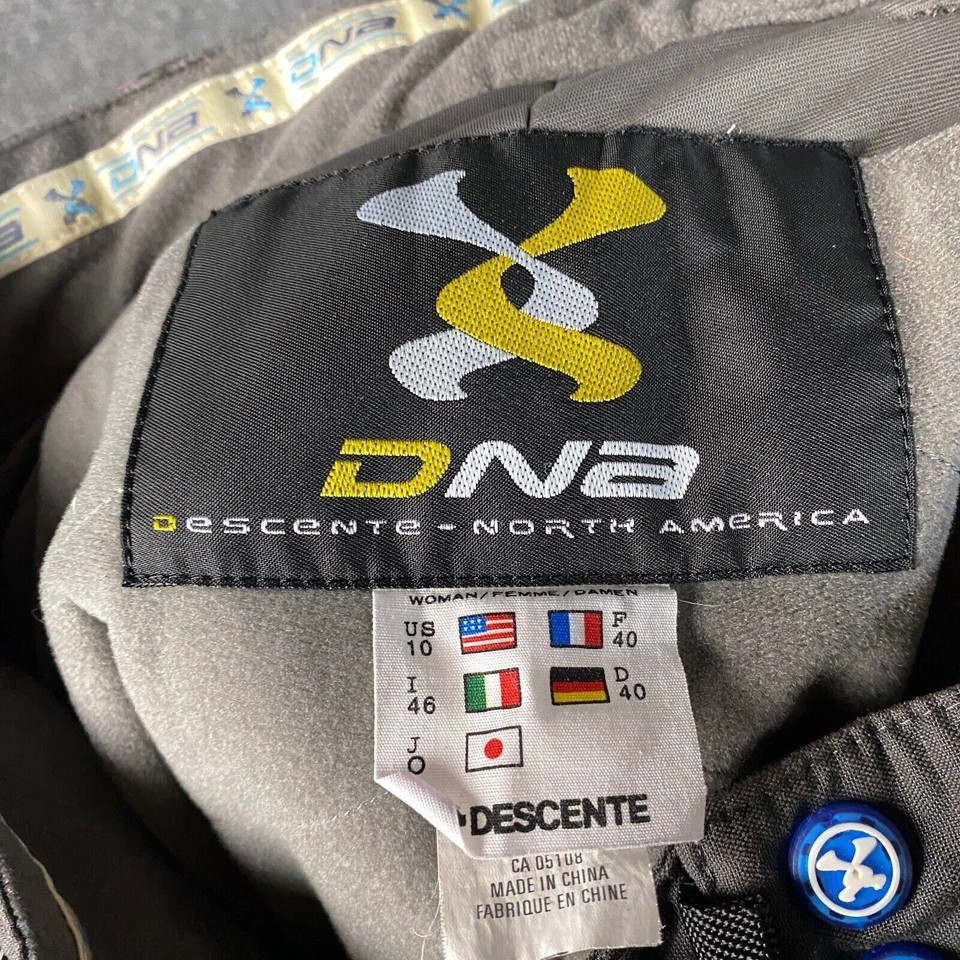 DNA
DNA
DNA
DESCENTE - NORTH AMERICA
WOMAN/FEMME/DAMEN
US 10 F 40
I 46 D 40
J O
DESCENTE
CA 05108
MADE IN CHINA
FABRIQUE EN CHINE